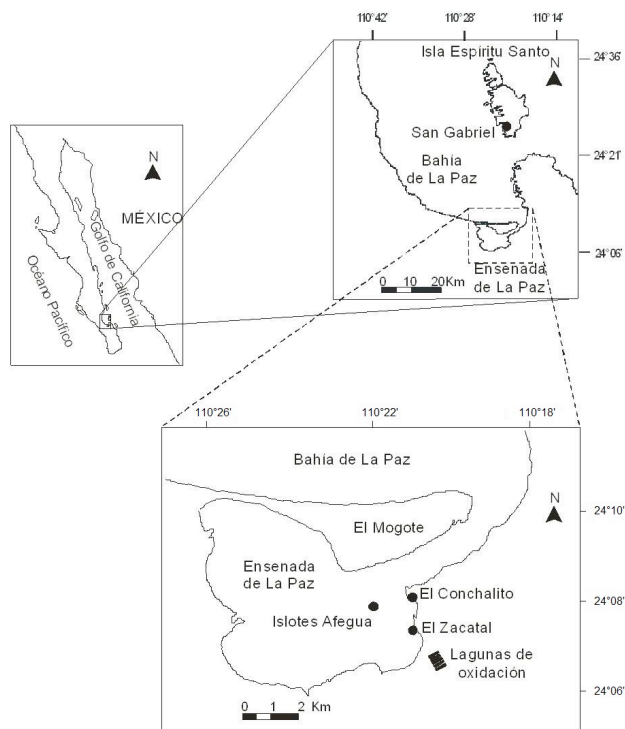 110°42' 110°28' 110°14'
Isla Espíritu Santo
24°36'
N
San Gabriel
24°21'
Bahía
de La Paz
24°06'
Ensenada
de La Paz
0 10 20Km
N
MÉXICO
Golfo de California
Océano Pacífico
110°26' 110°22' 110°18'
Bahía de La Paz
N
24°10'
El Mogote
Ensenada
de La Paz
El Conchalito
24°08'
Islotes Afegua
El Zacatal
Lagunas de
oxidación
24°06'
0 1 2 Km